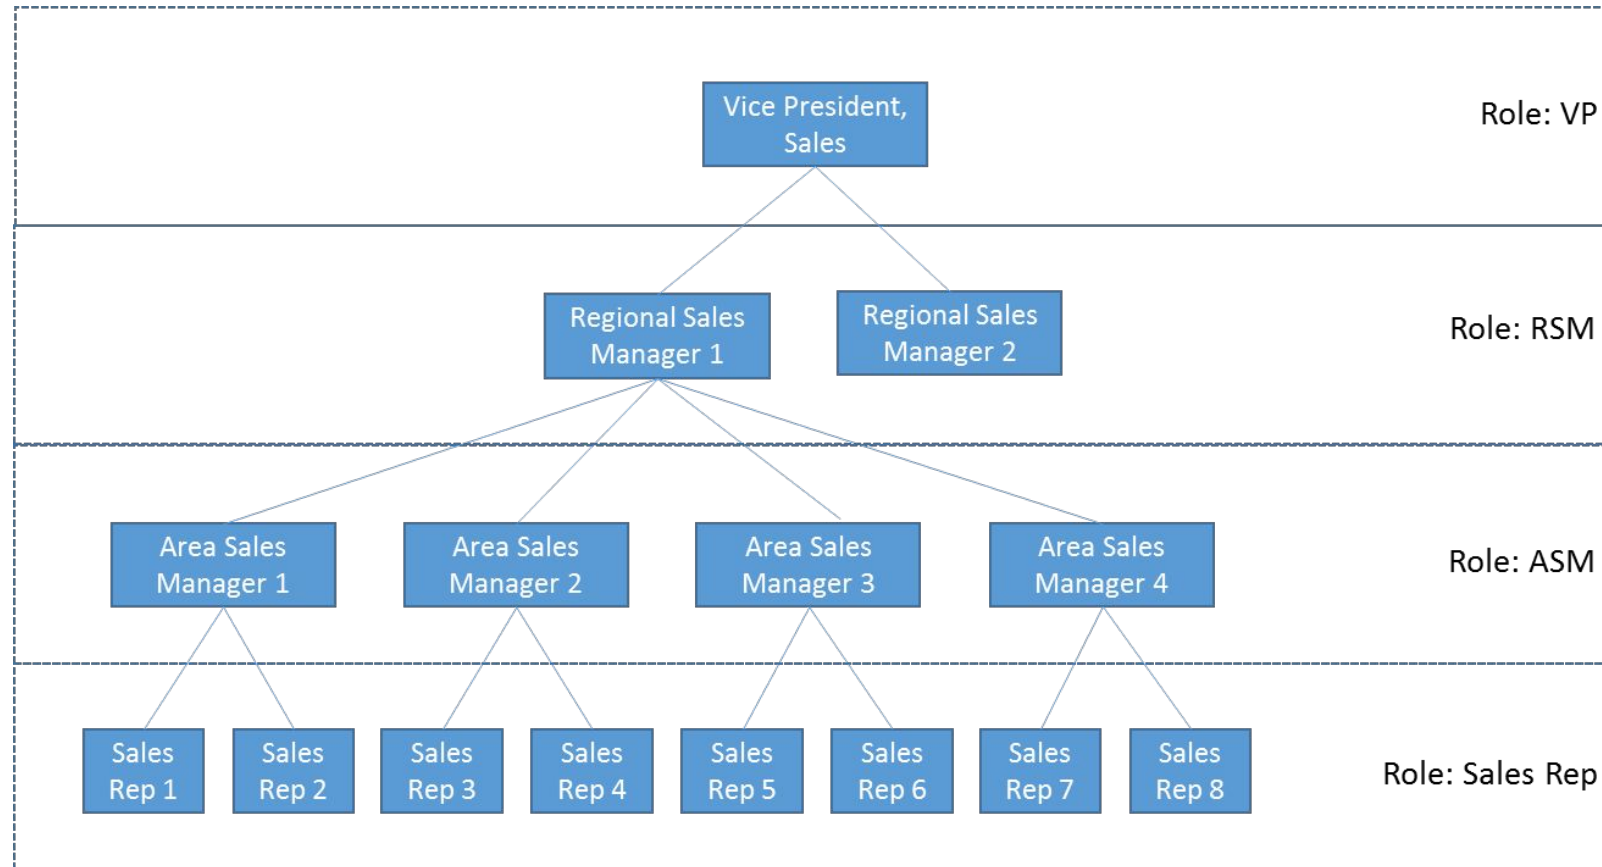 Vice President,
Sales
Role: VP
Regional Sales
Manager 1
Regional Sales
Manager 2
Role: RSM
Area Sales
Manager 1
Area Sales
Manager 2
Area Sales
Manager 3
Area Sales
Manager 4
Role: ASM
Sales
Rep 1
Sales
Rep 2
Sales
Rep 3
Sales
Rep 4
Sales
Rep 5
Sales
Rep 6
Sales
Rep 7
Sales
Rep 8
Role: Sales Rep